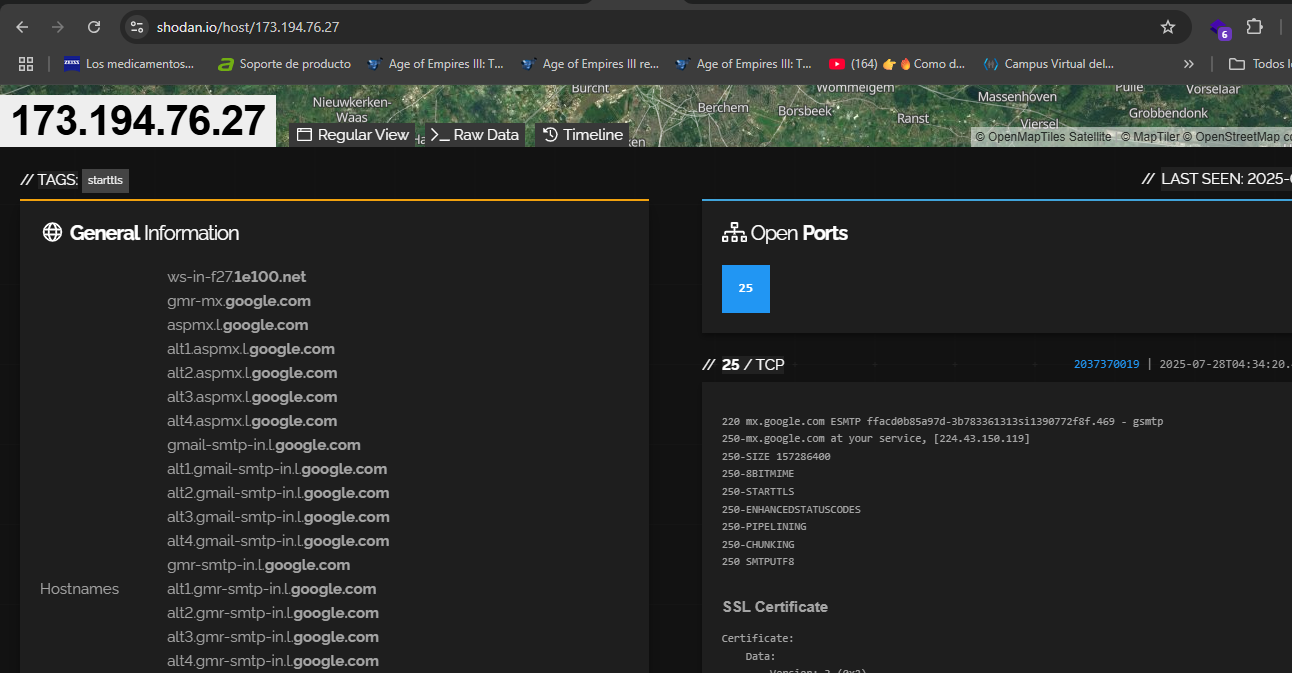 shodan.io/host/173.194.76.27
6
ZEISS Los medicamentos... Soporte de producto Age of Empires III: T... Age of Empires III re... Age of Empires III: T... (164) 👉🔥Como d... Campus Virtual del... » Todos l
Burcht Wommelgem Pulle Vorselaar
Nieuwkerken-Waas Berchem Borsbeek Ranst Massenhoven Viersel Grobbendonk
173.194.76.27
Regular View >_ Raw Data Timeline
© OpenMapTiles Satellite © MapTiler © OpenStreetMap co
// TAGS: starttls
// LAST SEEN: 2025-
General Information
ws-in-f27.1e100.net
gmr-mx.google.com
aspmx.l.google.com
alt1.aspmx.l.google.com
alt2.aspmx.l.google.com
alt3.aspmx.l.google.com
alt4.aspmx.l.google.com
gmail-smtp-in.l.google.com
alt1.gmail-smtp-in.l.google.com
alt2.gmail-smtp-in.l.google.com
alt3.gmail-smtp-in.l.google.com
alt4.gmail-smtp-in.l.google.com
gmr-smtp-in.l.google.com
Hostnames alt1.gmr-smtp-in.l.google.com
alt2.gmr-smtp-in.l.google.com
alt3.gmr-smtp-in.l.google.com
alt4.gmr-smtp-in.l.google.com
Open Ports
25
// 25 / TCP
2037370019 | 2025-07-28T04:34:20.
220 mx.google.com ESMTP ffacd0b85a97d-3b783361313si1390772f8f.469 - gsmtp
250-mx.google.com at your service, [224.43.150.119]
250-SIZE 157286400
250-8BITMIME
250-STARTTLS
250-ENHANCEDSTATUSCODES
250-PIPELINING
250-CHUNKING
250 SMTPUTF8
SSL Certificate
Certificate:
Data:
Version: 3 (0x2)